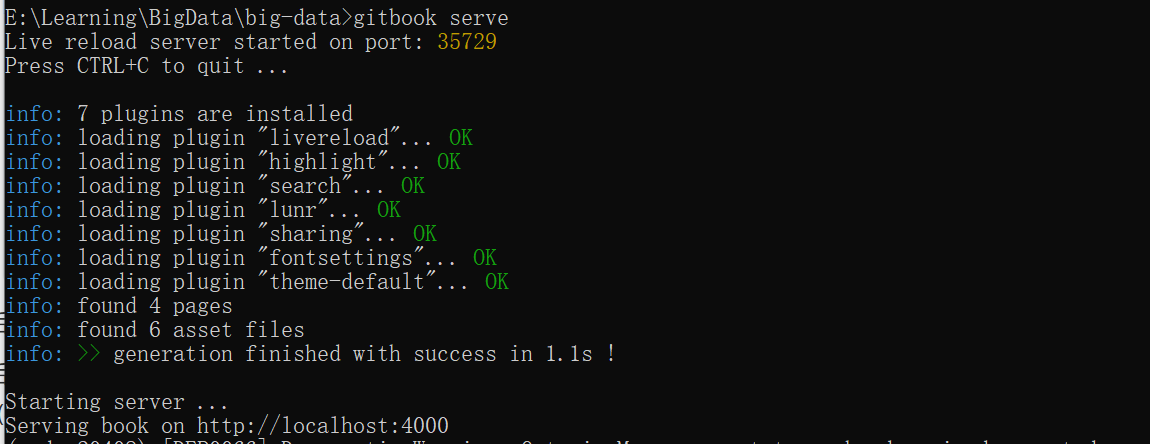 E:\Learning\BigData\big-data>gitbook serve
Live reload server started on port: 35729
Press CTRL+C to quit ...
info: 7 plugins are installed
info: loading plugin "livereload"... OK
info: loading plugin "highlight"... OK
info: loading plugin "search"... OK
info: loading plugin "lunr"... OK
info: loading plugin "sharing"... OK
info: loading plugin "fontsettings"... OK
info: loading plugin "theme-default"... OK
info: found 4 pages
info: found 6 asset files
info: >> generation finished with success in 1.1s !
Starting server ...
Serving book on http://localhost:4000